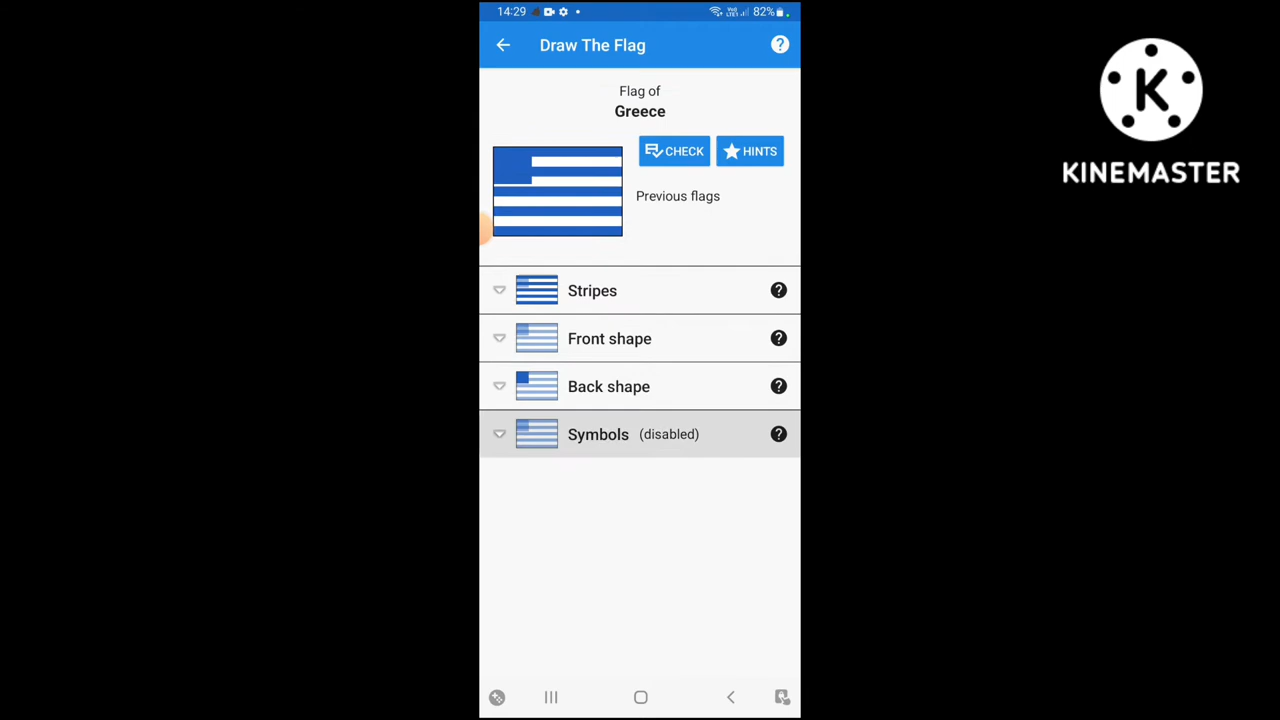 14:29
82%
Draw The Flag
Flag of
Greece
CHECK
HINTS
Previous flags
Stripes
Front shape
Back shape
Symbols (disabled)
K
KINEMASTER